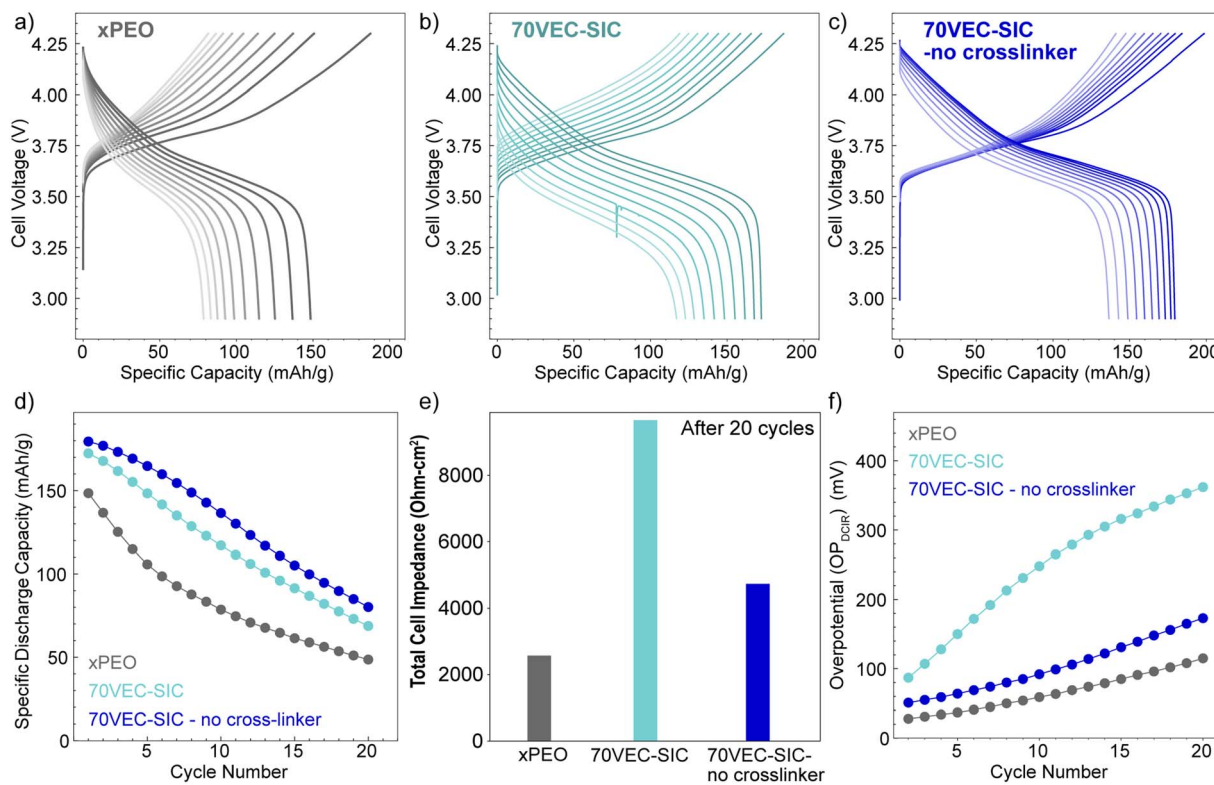 a)
xPEO
Cell Voltage (V)
4.25
4.00
3.75
3.50
3.25
3.00
0
50
100
150
200
Specific Capacity (mAh/g)
b)
70VEC-SIC
Cell Voltage (V)
4.25
4.00
3.75
3.50
3.25
3.00
0
50
100
150
200
Specific Capacity (mAh/g)
c)
70VEC-SIC
-no crosslinker
Cell Voltage (V)
4.25
4.00
3.75
3.50
3.25
3.00
0
50
100
150
200
Specific Capacity (mAh/g)
d)
Specific Discharge Capacity (mAh/g)
150
100
50
0
xPEO
70VEC-SIC
70VEC-SIC - no cross-linker
5
10
15
20
Cycle Number
e)
After 20 cycles
Total Cell Impedance (Ohm-cm²)
8000
6000
4000
2000
0
xPEO
70VEC-SIC
70VEC-SIC-
no crosslinker
f)
Overpotential (OP_DCIR) (mV)
xPEO
70VEC-SIC
70VEC-SIC - no crosslinker
400
300
200
100
0
5
10
15
20
Cycle Number